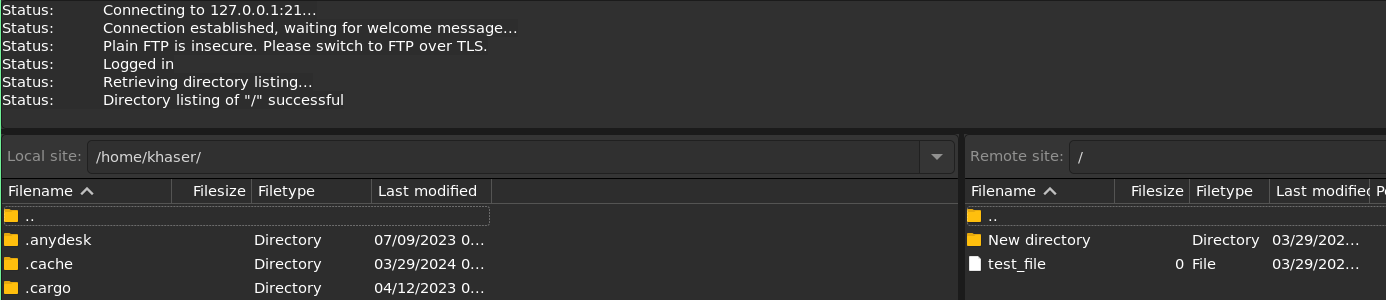 Status: Connecting to 127.0.0.1:21...
Status: Connection established, waiting for welcome message...
Status: Plain FTP is insecure. Please switch to FTP over TLS.
Status: Logged in
Status: Retrieving directory listing...
Status: Directory listing of "/" successful
Local site: /home/khaser/
Filename Filesize Filetype Last modified
..
.anydesk Directory 07/09/2023 0...
.cache Directory 03/29/2024 0...
.cargo Directory 04/12/2023 0...
Remote site: /
Filename Filesize Filetype Last modified
..
New directory Directory 03/29/202...
test_file 0 File 03/29/202...